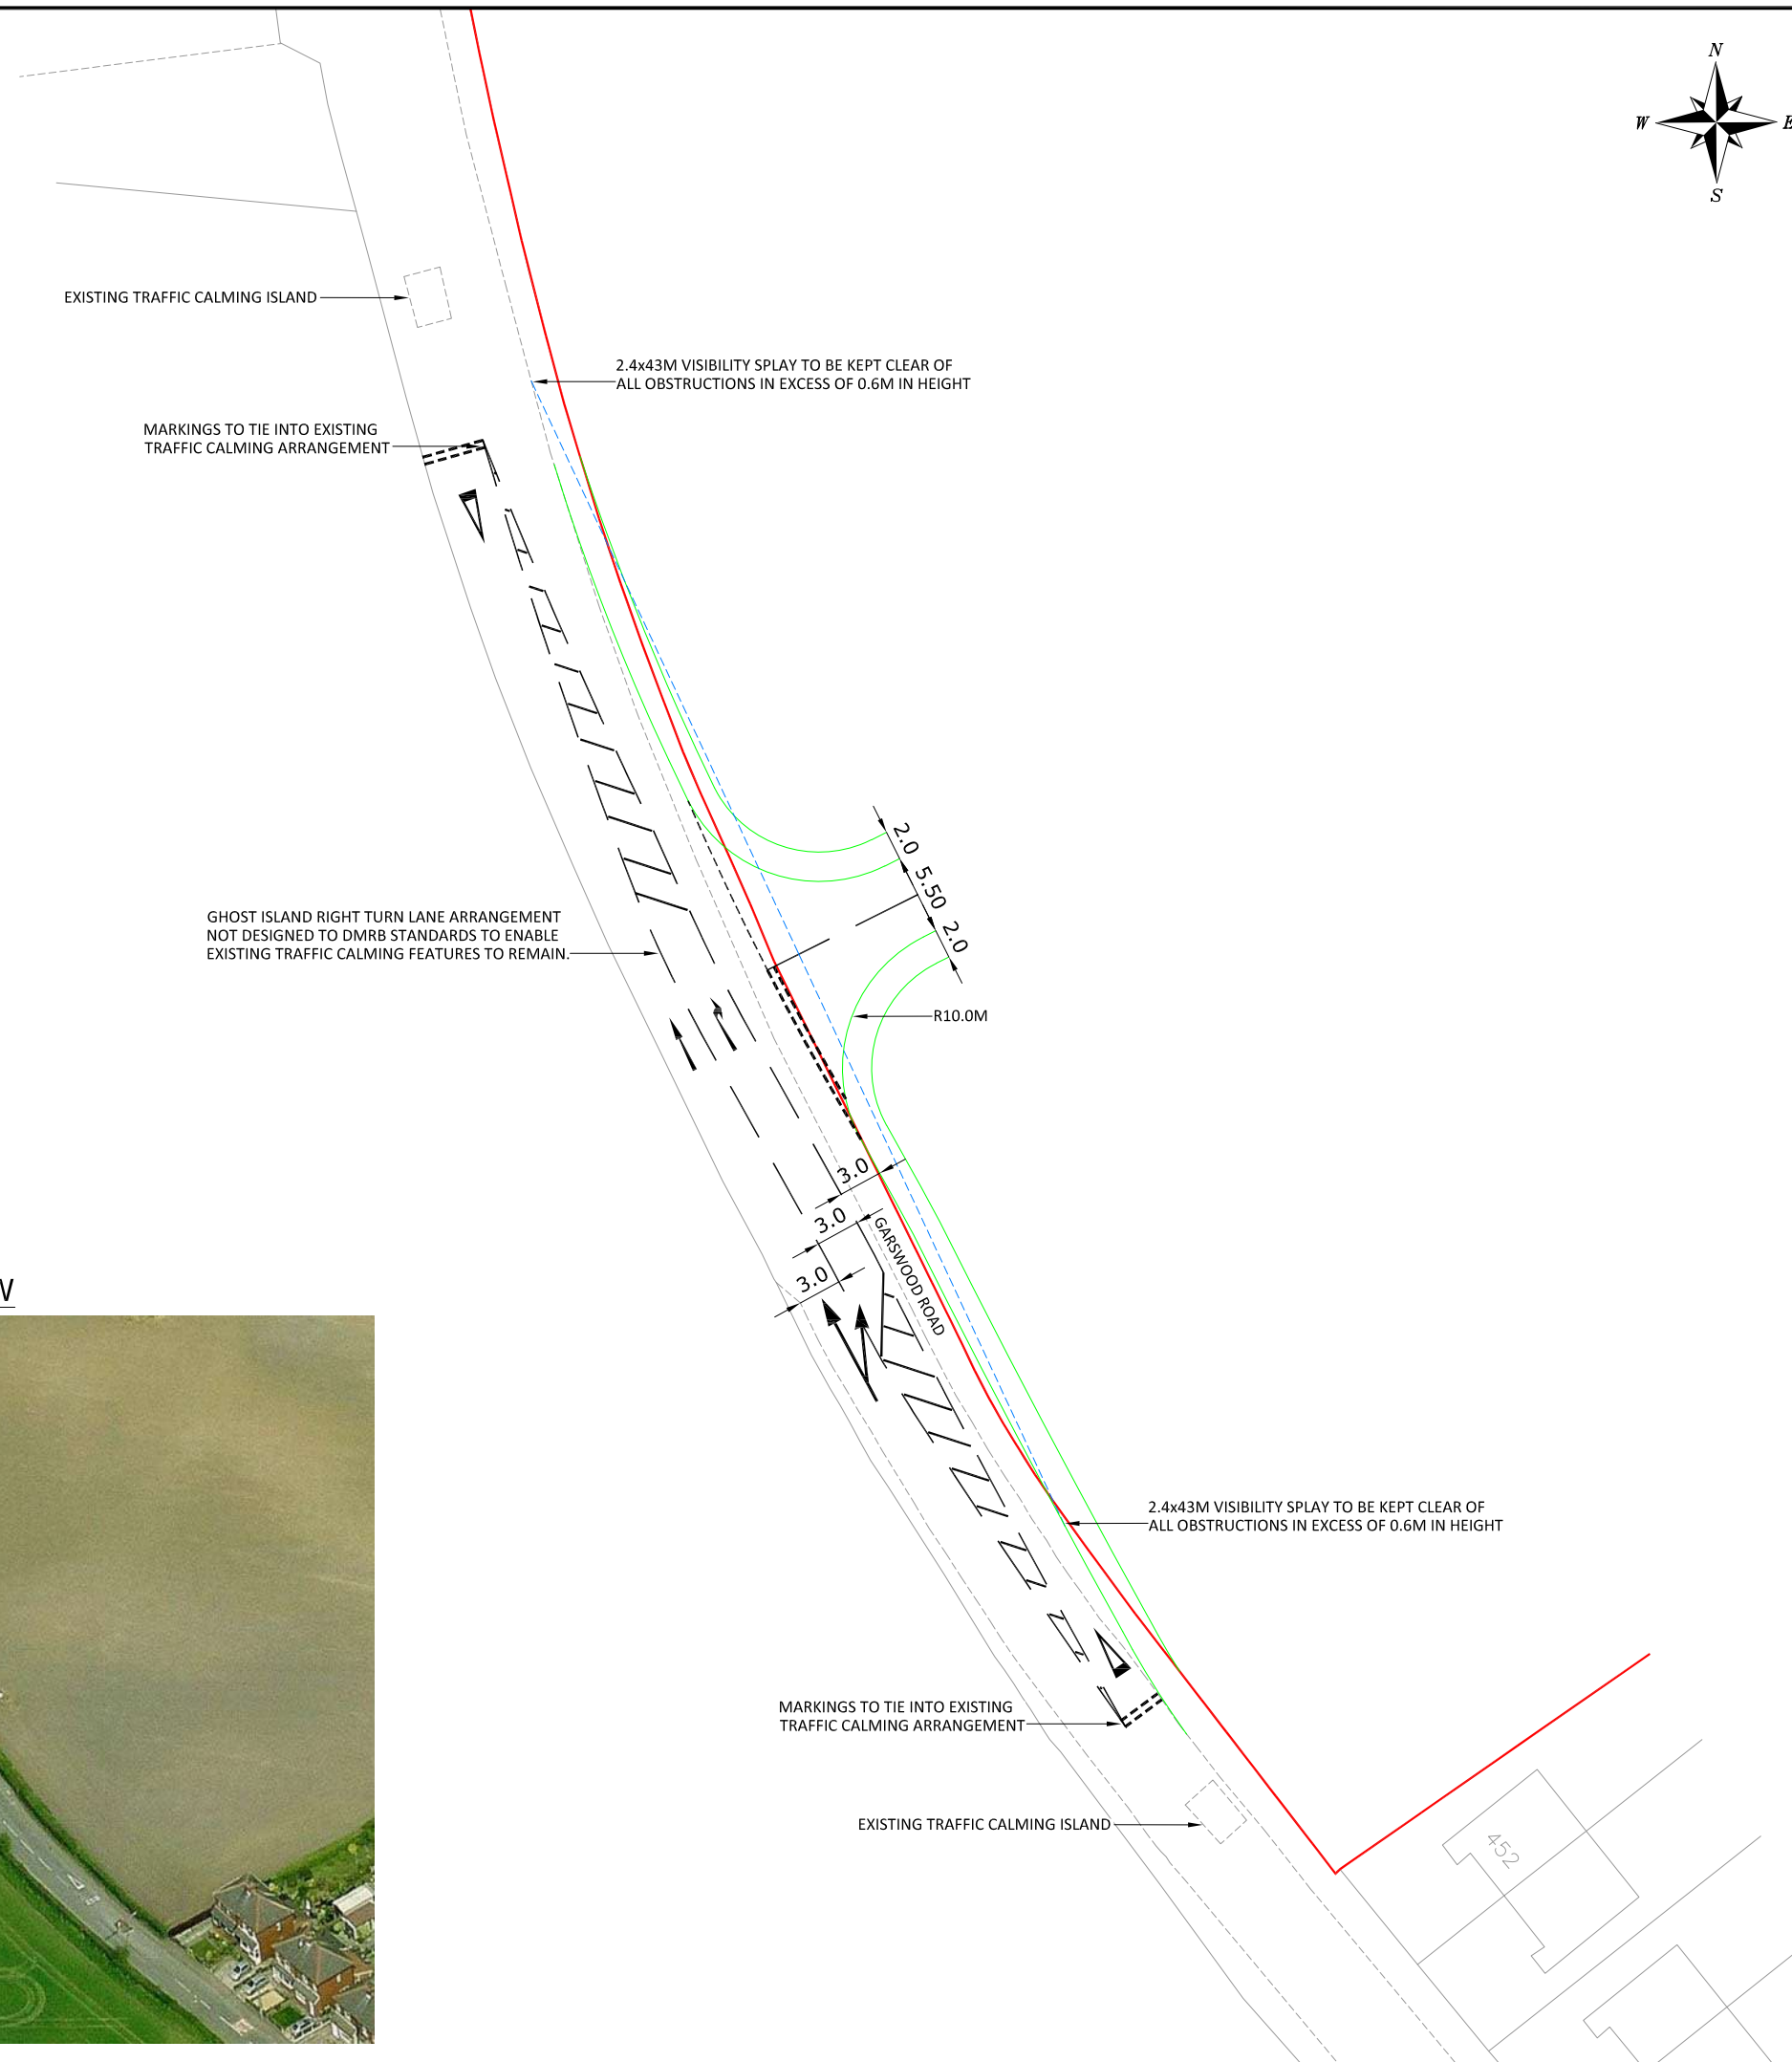 N
W
E
S
EXISTING TRAFFIC CALMING ISLAND
2.4x43M VISIBILITY SPLAY TO BE KEPT CLEAR OF
ALL OBSTRUCTIONS IN EXCESS OF 0.6M IN HEIGHT
MARKINGS TO TIE INTO EXISTING
TRAFFIC CALMING ARRANGEMENT
2.0
5.50
2.0
GHOST ISLAND RIGHT TURN LANE ARRANGEMENT
NOT DESIGNED TO DMRB STANDARDS TO ENABLE
EXISTING TRAFFIC CALMING FEATURES TO REMAIN.
R10.0M
3.0
3.0
3.0
GARSWOOD ROAD
2.4x43M VISIBILITY SPLAY TO BE KEPT CLEAR OF
ALL OBSTRUCTIONS IN EXCESS OF 0.6M IN HEIGHT
MARKINGS TO TIE INTO EXISTING
TRAFFIC CALMING ARRANGEMENT
EXISTING TRAFFIC CALMING ISLAND
452